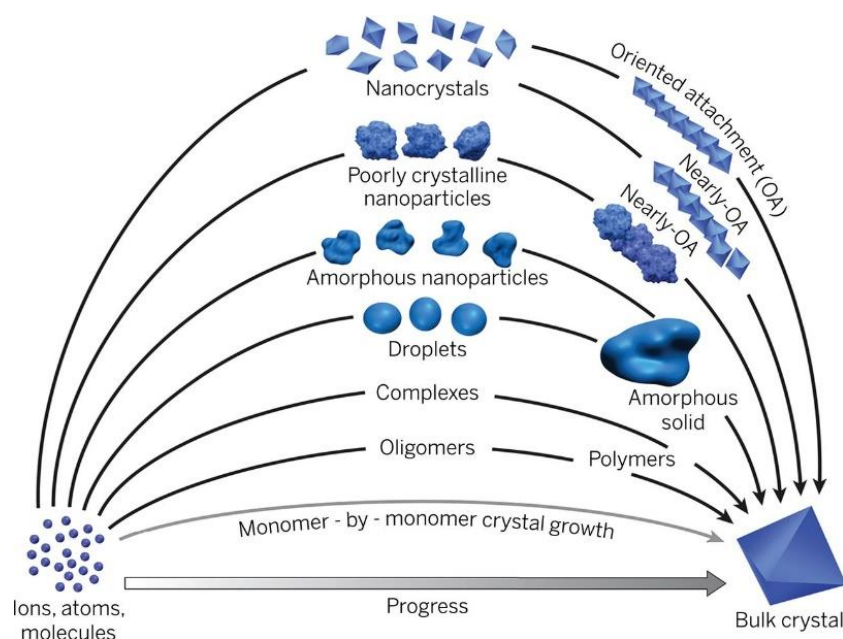 Nanocrystals
Oriented attachment (OA)
Poorly crystalline
nanoparticles
Nearly-OA
Nearly-OA
Amorphous nanoparticles
Droplets
Amorphous
solid
Complexes
Oligomers
Polymers
Monomer - by - monomer crystal growth
Ions, atoms,
molecules
Progress
Bulk crystal